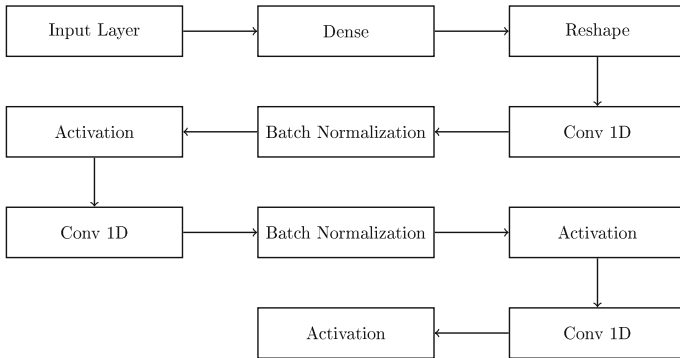 Input Layer
Dense
Reshape
Activation
Batch Normalization
Conv 1D
Conv 1D
Batch Normalization
Activation
Activation
Conv 1D